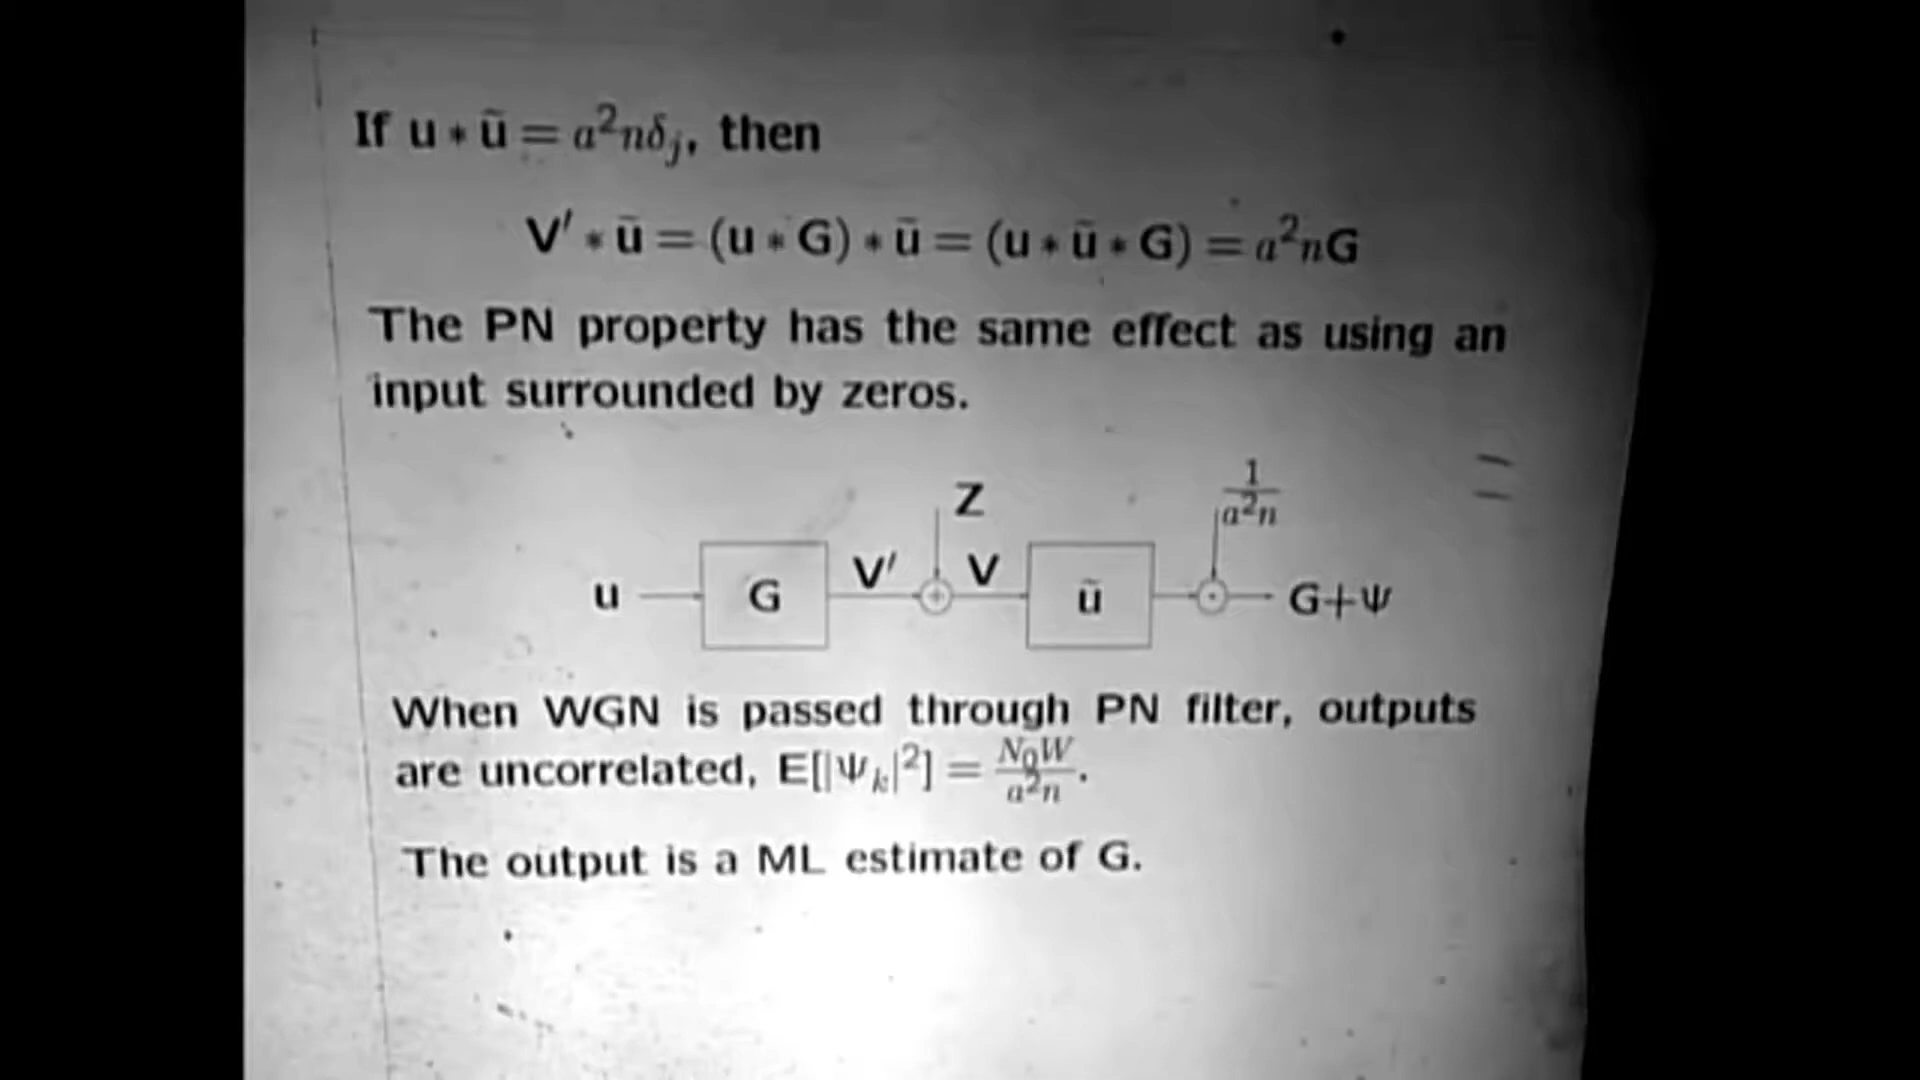 If u * ũ = a²nδⱼ, then
V′ * ũ = (u * G) * ũ = (u * ũ * G) = a²nG
The PN property has the same effect as using an
input surrounded by zeros.
Z
1/(a²n)
u G V′ + V ũ · G+Ψ
When WGN is passed through PN filter, outputs
are uncorrelated, E[|Ψₖ|²] = N₀W/(a²n).
The output is a ML estimate of G.